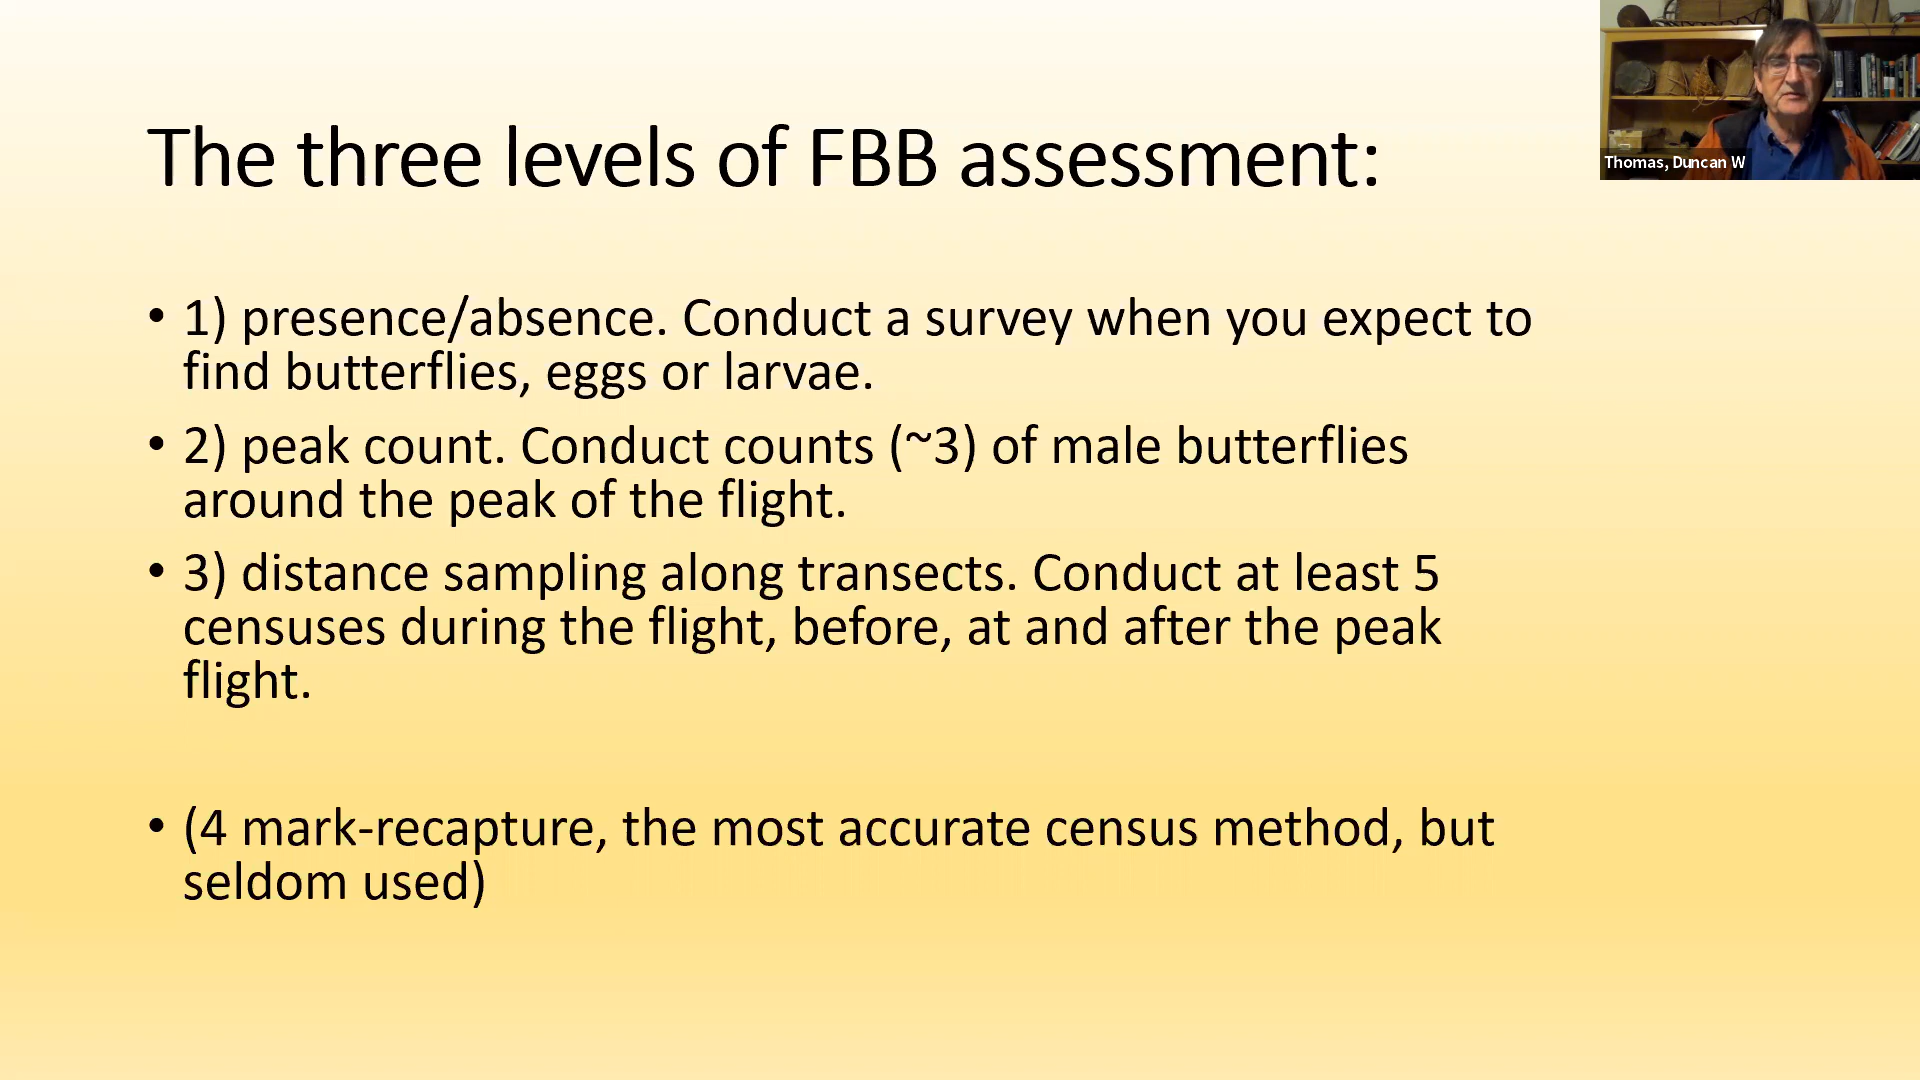 The three levels of FBB assessment:
• 1) presence/absence. Conduct a survey when you expect to
find butterflies, eggs or larvae.
• 2) peak count. Conduct counts (~3) of male butterflies
around the peak of the flight.
• 3) distance sampling along transects. Conduct at least 5
censuses during the flight, before, at and after the peak
flight.
• (4 mark-recapture, the most accurate census method, but
seldom used)
Thomas, Duncan W